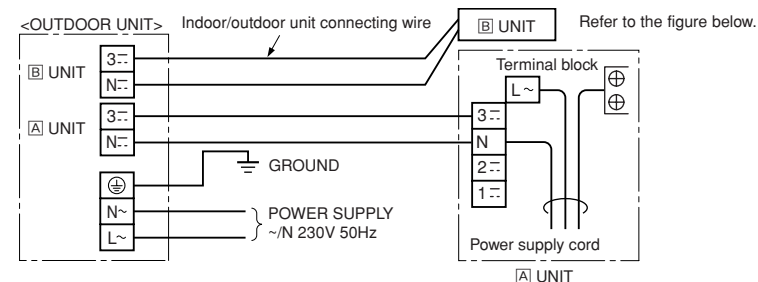 <OUTDOOR UNIT>
Indoor/outdoor unit connecting wire
B UNIT
Refer to the figure below.
B UNIT
3⎓
N⎓
A UNIT
3⎓
N⎓
Terminal block
L~
3⎓
N
2⎓
1⎓
GROUND
N~
L~
POWER SUPPLY
~/N 230V 50Hz
Power supply cord
A UNIT